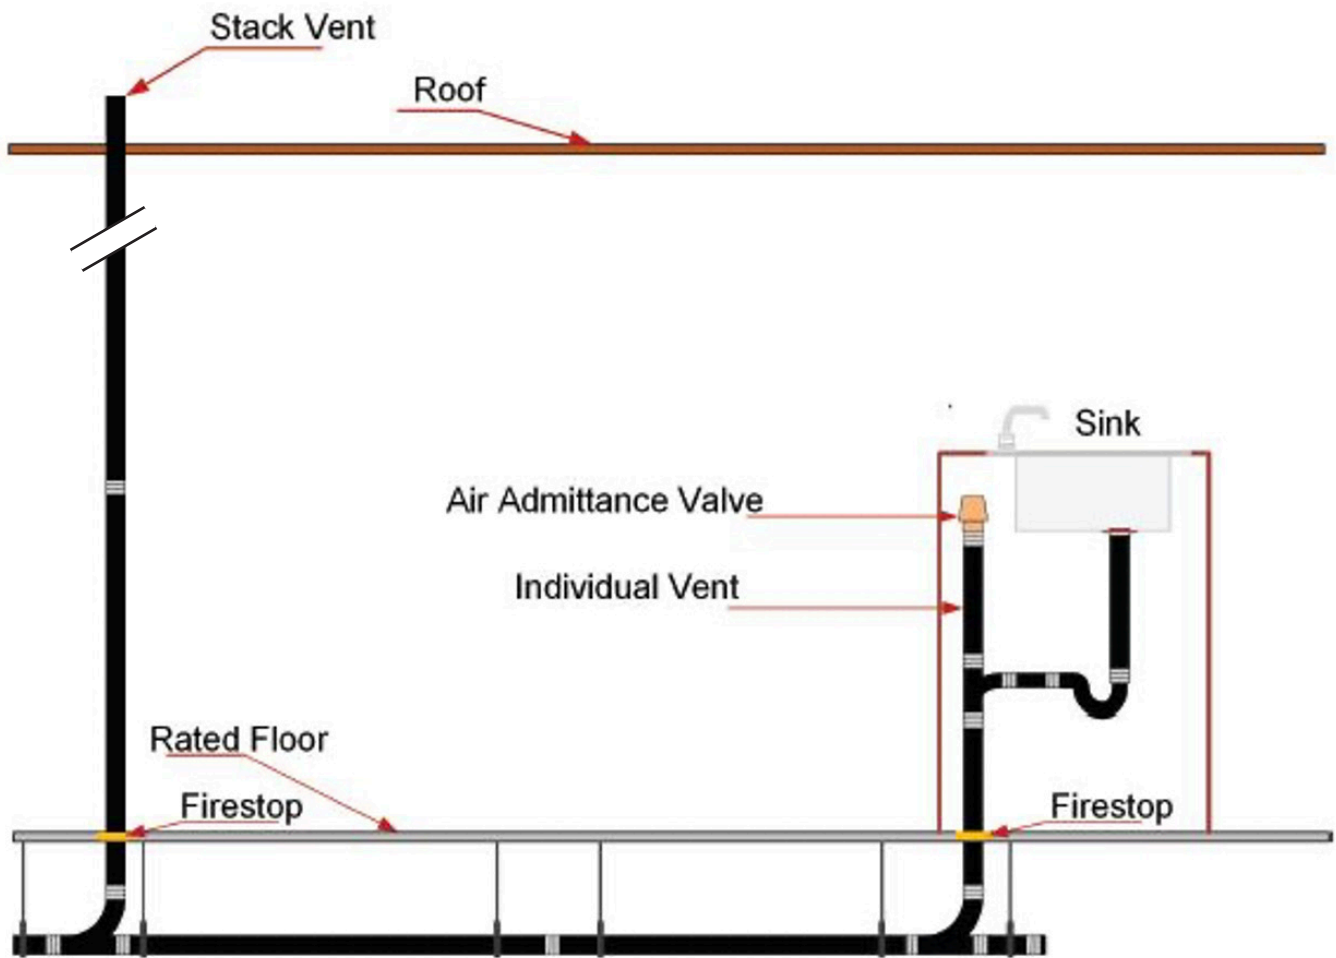 Stack Vent
Roof
Sink
Air Admittance Valve
Individual Vent
Rated Floor
Firestop
Firestop